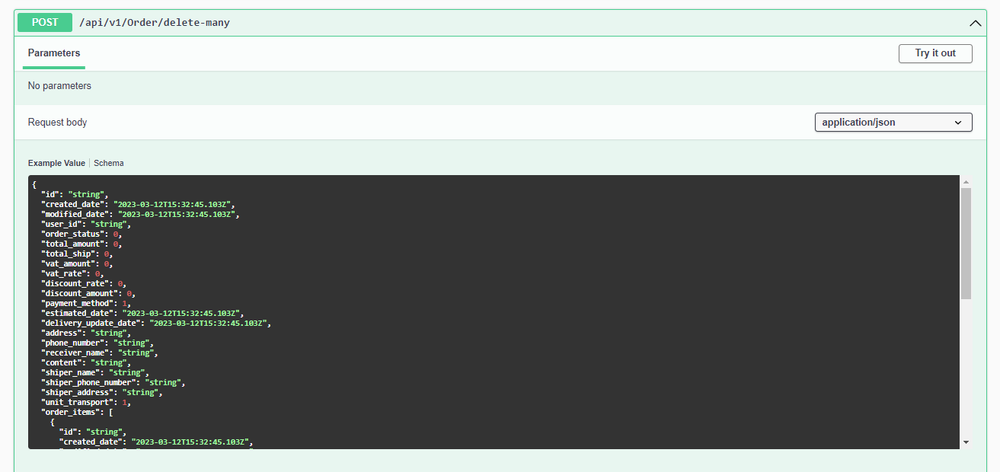 POST /api/v1/Order/delete-many
Parameters Try it out
No parameters
Request body application/json
Example Value Schema
{
"id": "string",
"created_date": "2023-03-12T15:32:45.103Z",
"modified_date": "2023-03-12T15:32:45.103Z",
"user_id": "string",
"order_status": 0,
"total_amount": 0,
"total_ship": 0,
"vat_amount": 0,
"vat_rate": 0,
"discount_rate": 0,
"discount_amount": 0,
"payment_method": 1,
"estimated_date": "2023-03-12T15:32:45.103Z",
"delivery_update_date": "2023-03-12T15:32:45.103Z",
"address": "string",
"phone_number": "string",
"receiver_name": "string",
"content": "string",
"shiper_name": "string",
"shiper_phone_number": "string",
"shiper_address": "string",
"unit_transport": 1,
"order_items": [
{
"id": "string",
"created_date": "2023-03-12T15:32:45.103Z",